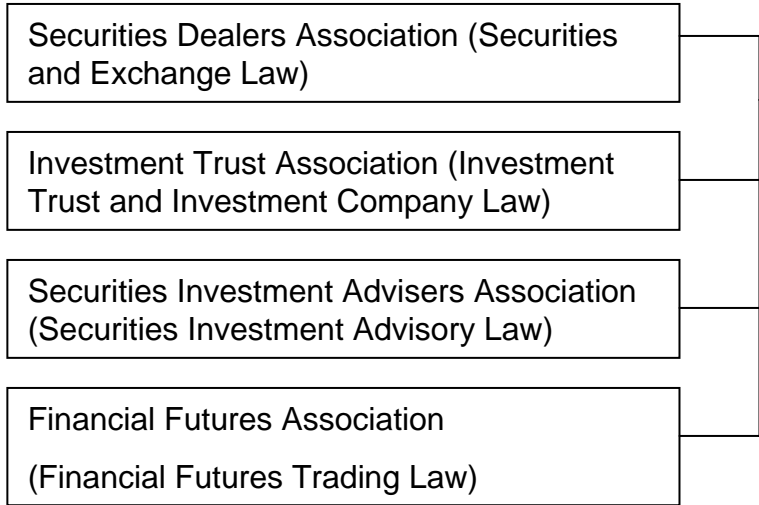 Securities Dealers Association (Securities
and Exchange Law)
Investment Trust Association (Investment
Trust and Investment Company Law)
Securities Investment Advisers Association
(Securities Investment Advisory Law)
Financial Futures Association
(Financial Futures Trading Law)